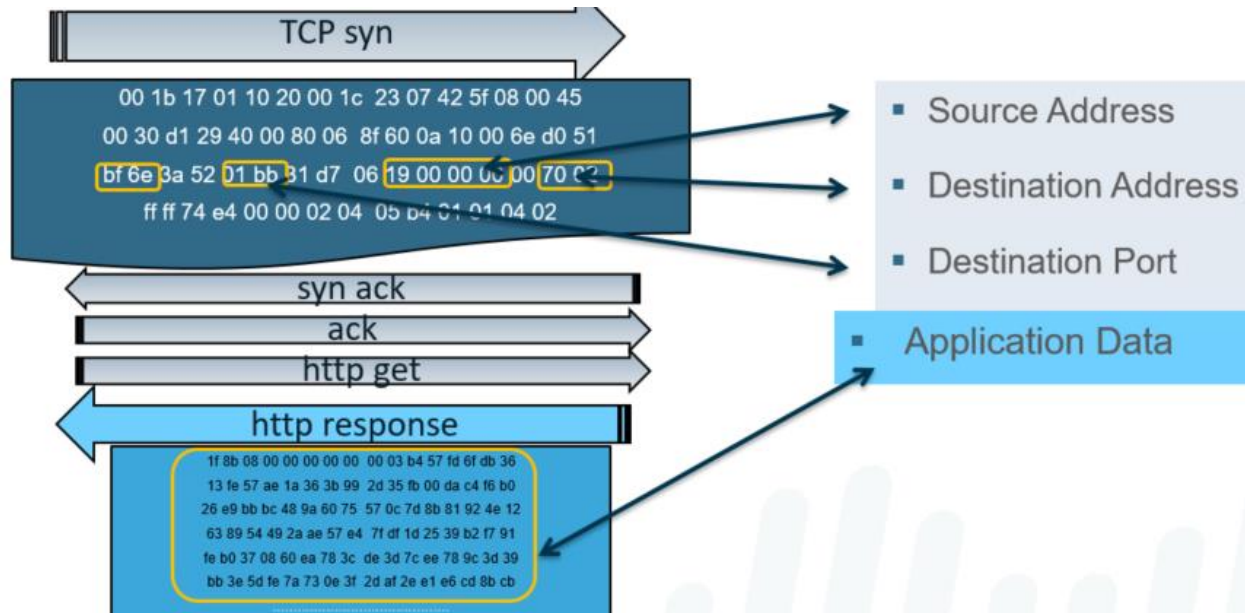 TCP syn
00 1b 17 01 10 20 00 1c 23 07 42 5f 08 00 45
00 30 d1 29 40 00 80 06 8f 60 0a 10 00 6e d0 51
bf 6e 3a 52 01 bb 31 d7 06 19 00 00 00 00 00 70 02
ff ff 74 e4 00 00 02 04 05 b4 01 01 04 02
▪ Source Address
▪ Destination Address
▪ Destination Port
▪ Application Data
syn ack
ack
http get
http response
1f 8b 08 00 00 00 00 00 00 03 b4 57 fd 6f db 36
13 fe 57 ae 1a 36 3b 99 2d 35 fb 00 da c4 f6 b0
26 e9 bb bc 48 9a 60 75 57 0c 7d 8b 81 92 4e 12
63 89 54 49 2a ae 57 e4 7f df 1d 25 39 b2 f7 91
fe b0 37 08 60 ea 78 3c de 3d 7c ee 78 9c 3d 39
bb 3e 5d fe 7a 73 0e 3f 2d af 2e e1 e6 cd 8b cb